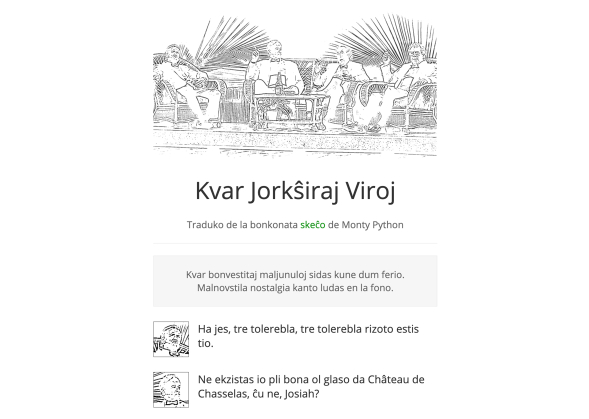 Kvar Jorkŝiraj Viroj
Traduko de la bonkonata skeĉo de Monty Python
Kvar bonvestitaj maljunuloj sidas kune dum ferio.
Malnovstila nostalgia kanto ludas en la fono.
Ha jes, tre tolerebla, tre tolerebla rizoto estis
tio.
Ne ekzistas io pli bona ol glaso da Château de
Chasselas, ĉu ne, Josiah?